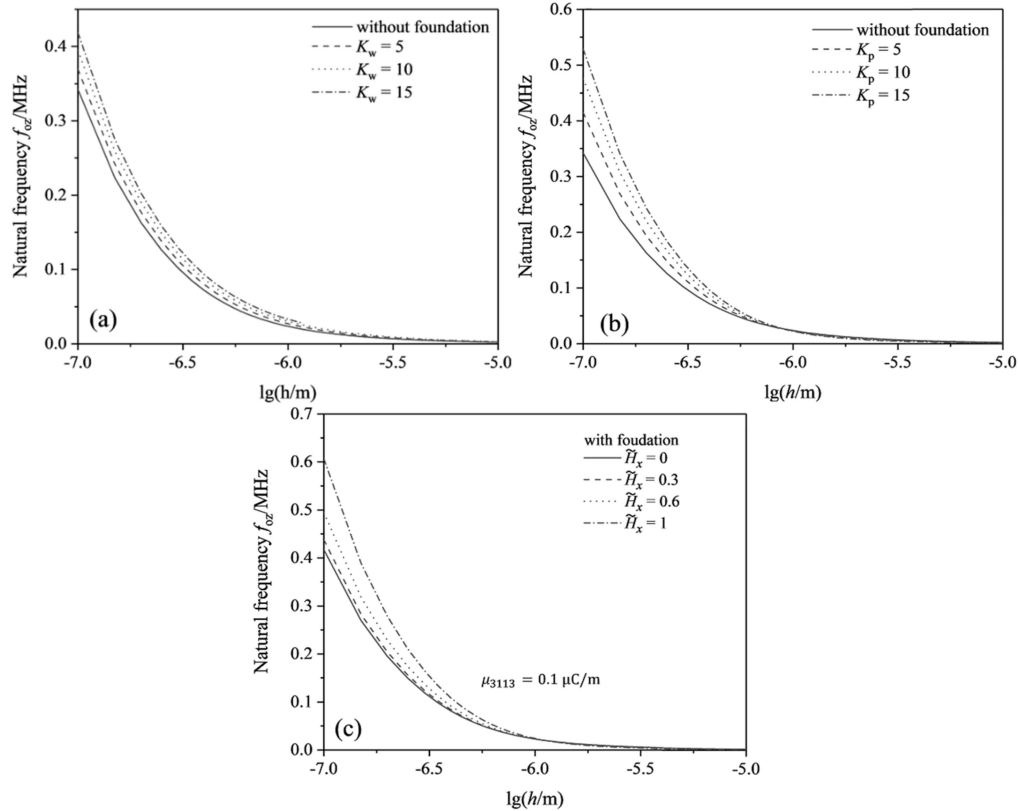 without foundation
K_w = 5
K_w = 10
K_w = 15
Natural frequency f_oz/MHz
0.4
0.3
0.2
0.1
0.0
(a)
-7.0 -6.5 -6.0 -5.5 -5.0
lg(h/m)
without foundation
K_p = 5
K_p = 10
K_p = 15
Natural frequency f_oz/MHz
0.6
0.5
0.4
0.3
0.2
0.1
0.0
(b)
-7.0 -6.5 -6.0 -5.5 -5.0
lg(h/m)
with foudation
H̃_x = 0
H̃_x = 0.3
H̃_x = 0.6
H̃_x = 1
Natural frequency f_oz/MHz
0.7
0.6
0.5
0.4
0.3
0.2
0.1
0.0
μ_3113 = 0.1 μC/m
(c)
-7.0 -6.5 -6.0 -5.5 -5.0
lg(h/m)